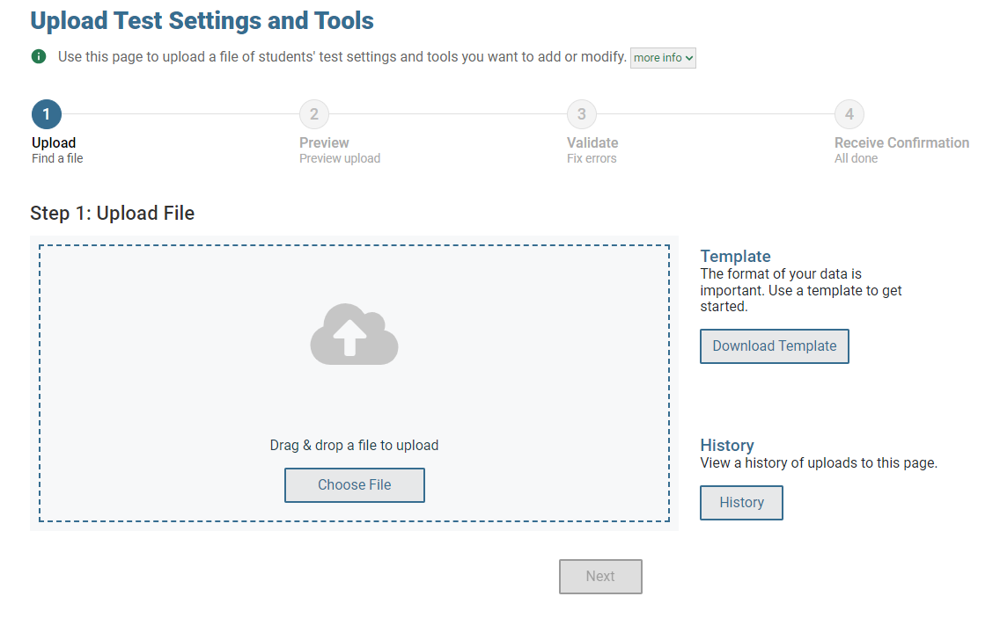 Upload Test Settings and Tools
i Use this page to upload a file of students' test settings and tools you want to add or modify. more info
1 2 3 4
Upload Preview Validate Receive Confirmation
Find a file Preview upload Fix errors All done
Step 1: Upload File
Template
The format of your data is
important. Use a template to get
started.
Download Template
Drag & drop a file to upload
Choose File
History
View a history of uploads to this page.
History
Next